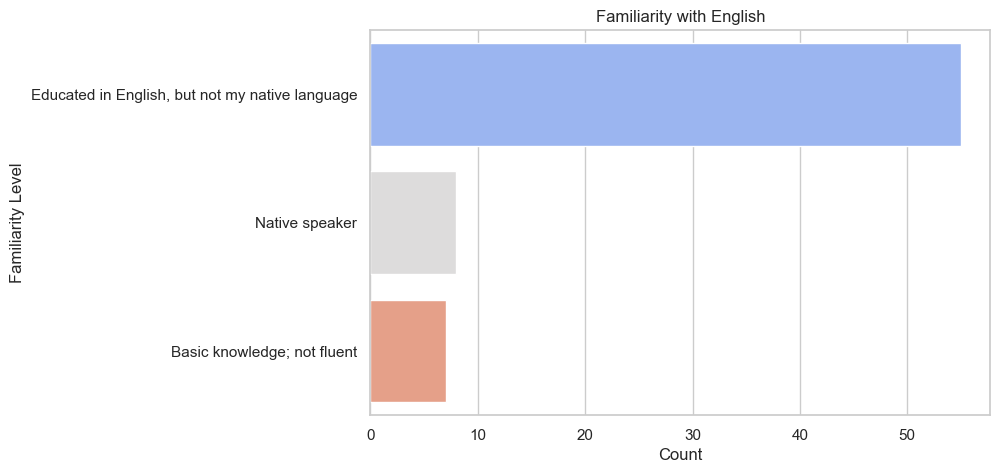 Familiarity with English
Educated in English, but not my native language
Native speaker
Basic knowledge; not fluent
Familiarity Level
0 10 20 30 40 50
Count